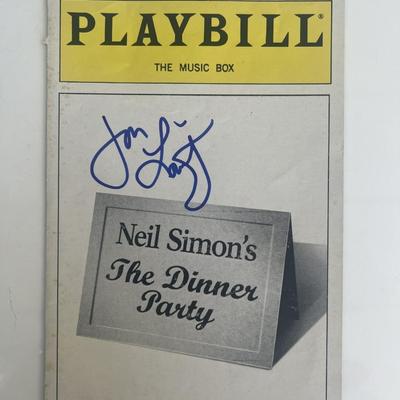 PLAYBILL®
THE MUSIC BOX
Neil Simon's
The Dinner
Party